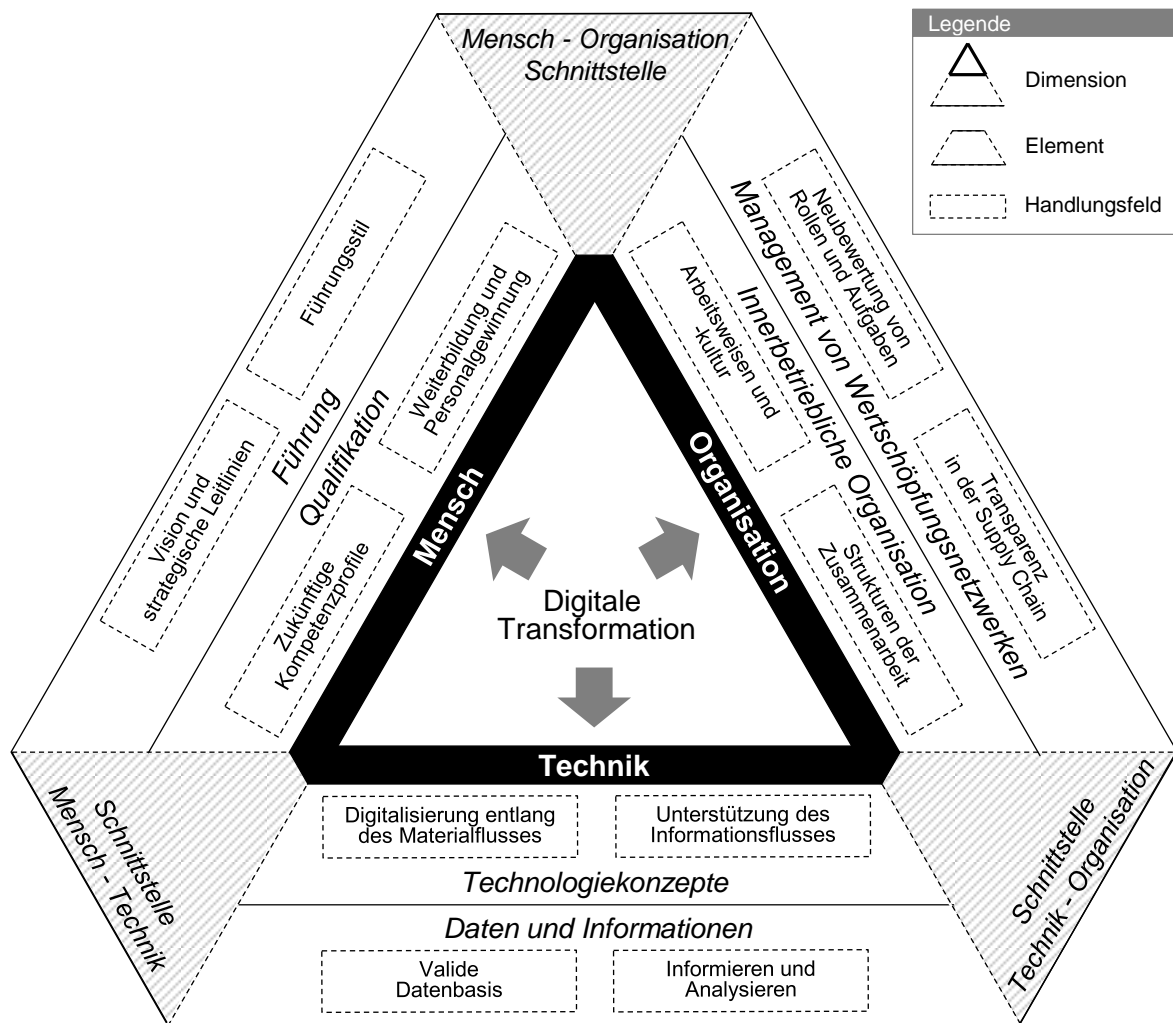 Mensch - Organisation
Schnittstelle
Legende
Dimension
Element
Handlungsfeld
Führungsstil
Vision und
strategische Leitlinien
Führung
Qualifikation
Weiterbildung und
Personalgewinnung
Zukünftige
Kompetenzprofile
Mensch
Neubewertung von
Rollen und Aufgaben
Transparenz
in der Supply Chain
Management von Wertschöpfungsnetzwerken
Innerbetriebliche Organisation
Arbeitsweisen und
-kultur
Strukturen der
Zusammenarbeit
Organisation
Digitale
Transformation
Technik
Digitalisierung entlang
des Materialflusses
Unterstützung des
Informationsflusses
Technologiekonzepte
Daten und Informationen
Valide
Datenbasis
Informieren und
Analysieren
Schnittstelle
Mensch - Technik
Schnittstelle
Technik - Organisation